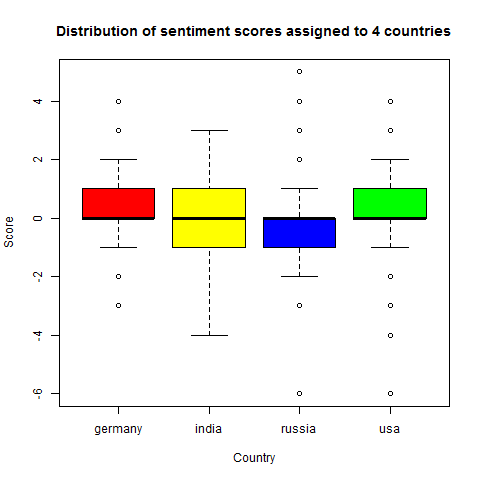 Distribution of sentiment scores assigned to 4 countries
Score
4
2
0
-2
-4
-6
germany india russia usa
Country